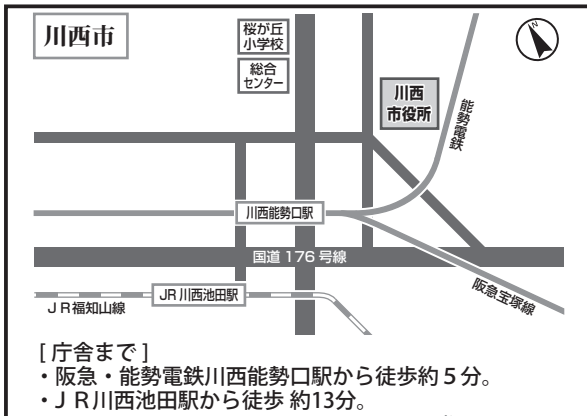 川西市
桜が丘
小学校
総合
センター
N
川西
市役所
能勢電鉄
川西能勢口駅
国道 176 号線
JR川西池田駅
JR福知山線
阪急宝塚線
[ 庁舎まで ]
・阪急・能勢電鉄川西能勢口駅から徒歩約５分。
・ＪＲ川西池田駅から徒歩 約13分。